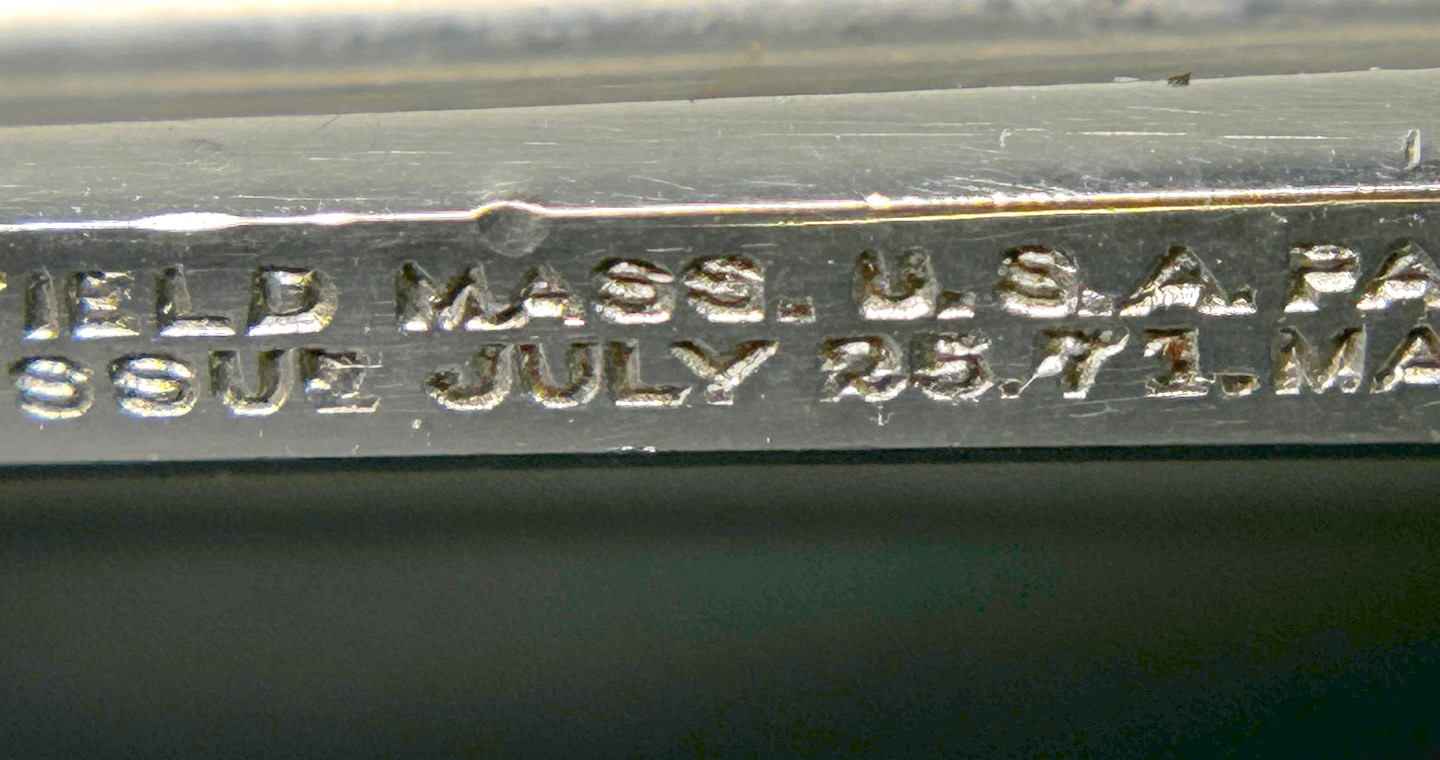 IELD MASS. U.S.A. PA
SSUE JULY 25.71. MA